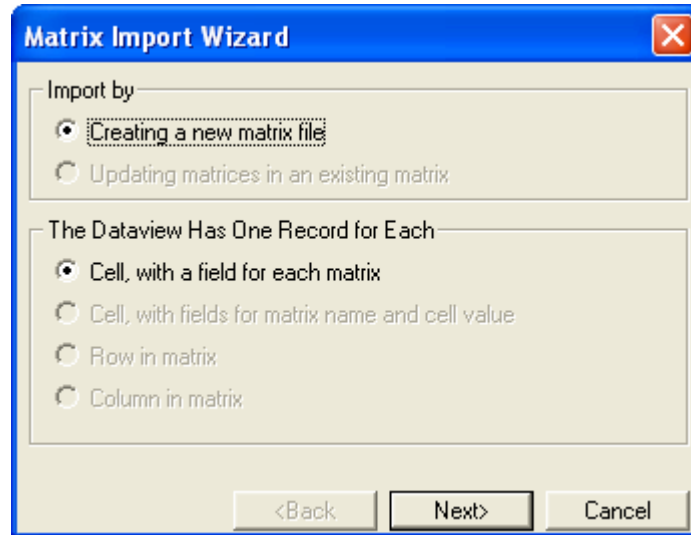 Matrix Import Wizard
Import by
Creating a new matrix file
Updating matrices in an existing matrix
The Dataview Has One Record for Each
Cell, with a field for each matrix
Cell, with fields for matrix name and cell value
Row in matrix
Column in matrix
<Back Next> Cancel